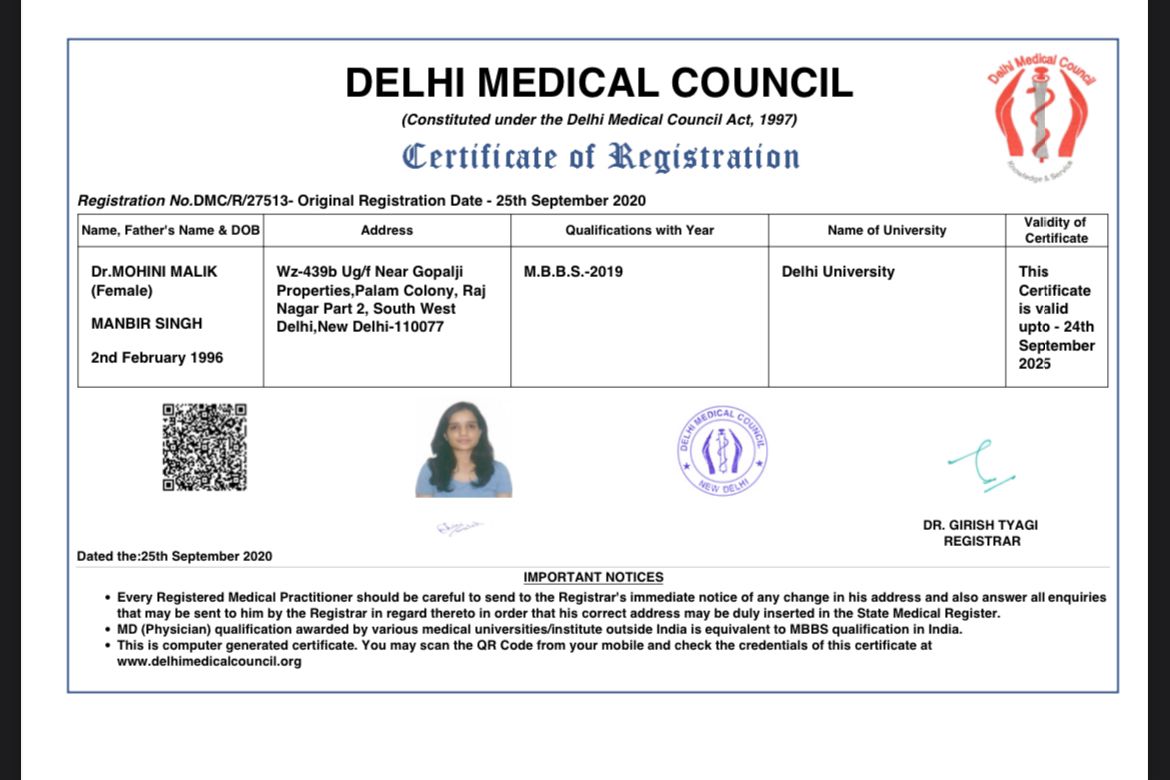 DELHI MEDICAL COUNCIL
(Constituted under the Delhi Medical Council Act, 1997)
Certificate of Registration
Delhi Medical Council
Knowledge & Service
Registration No.DMC/R/27513- Original Registration Date - 25th September 2020
Name, Father's Name & DOB
Address
Qualifications with Year
Name of University
Validity of
Certificate
Dr.MOHINI MALIK
(Female)
MANBIR SINGH
2nd February 1996
Wz-439b Ug/f Near Gopalji
Properties,Palam Colony, Raj
Nagar Part 2, South West
Delhi,New Delhi-110077
M.B.B.S.-2019
Delhi University
This
Certificate
is valid
upto - 24th
September
2025
DELHI MEDICAL COUNCIL
NEW DELHI
DR. GIRISH TYAGI
REGISTRAR
Dated the:25th September 2020
IMPORTANT NOTICES
• Every Registered Medical Practitioner should be careful to send to the Registrar's immediate notice of any change in his address and also answer all enquiries
that may be sent to him by the Registrar in regard thereto in order that his correct address may be duly inserted in the State Medical Register.
• MD (Physician) qualification awarded by various medical universities/institute outside India is equivalent to MBBS qualification in India.
• This is computer generated certificate. You may scan the QR Code from your mobile and check the credentials of this certificate at
www.delhimedicalcouncil.org